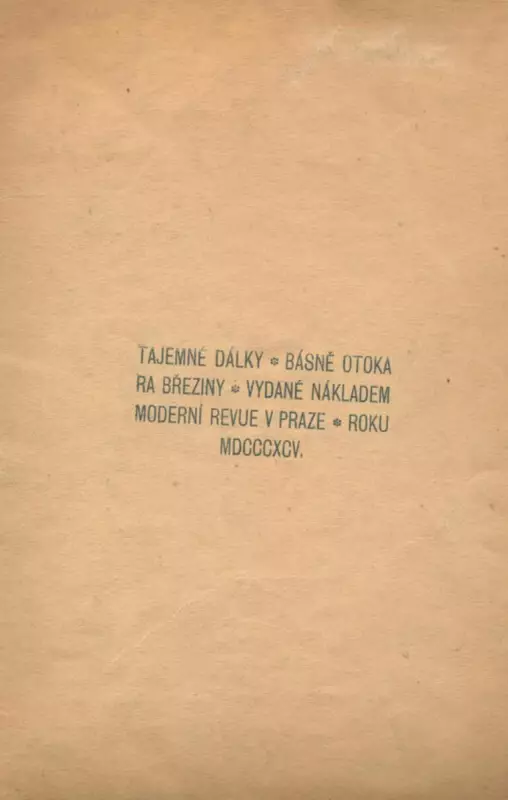 TAJEMNÉ DÁLKY * BÁSNĚ OTOKA
RA BŘEZINY * VYDANÉ NÁKLADEM
MODERNÍ REVUE V PRAZE * ROKU
MDCCCXCV.